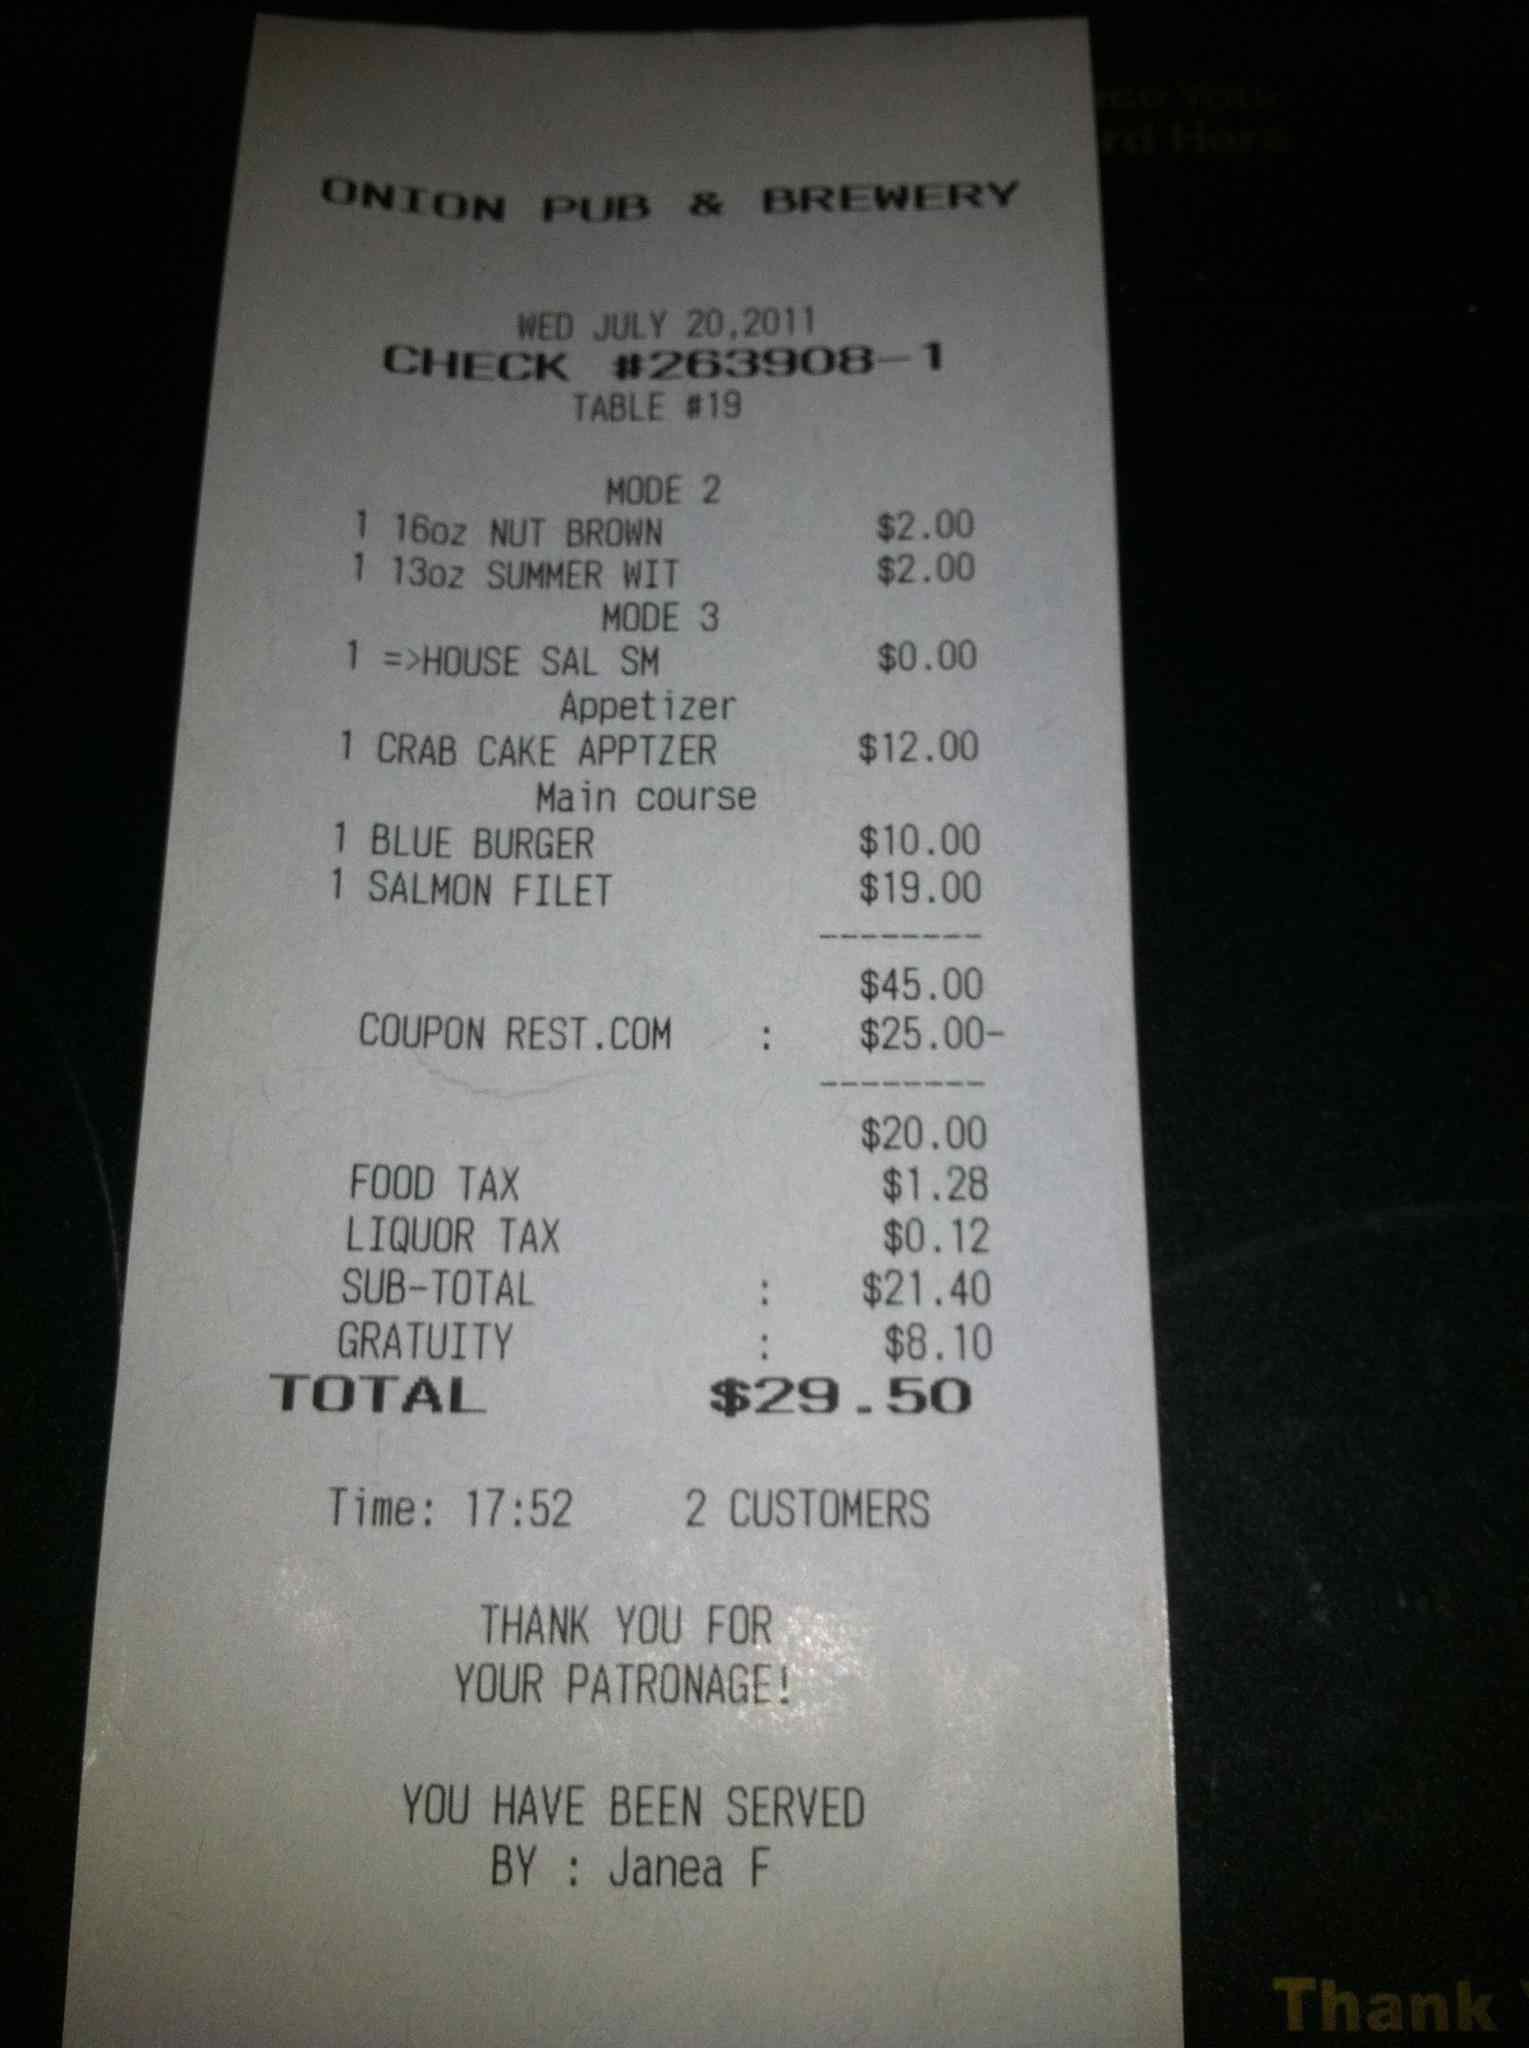 ONION PUB & BREWERY
WED JULY 20,2011
CHECK #263908-1
TABLE #19
MODE 2
1 16oz NUT BROWN $2.00
1 13oz SUMMER WIT $2.00
MODE 3
1 =>HOUSE SAL SM $0.00
Appetizer
1 CRAB CAKE APPTZER $12.00
Main course
1 BLUE BURGER $10.00
1 SALMON FILET $19.00
--------
$45.00
COUPON REST.COM : $25.00-
--------
$20.00
FOOD TAX $1.28
LIQUOR TAX $0.12
SUB-TOTAL : $21.40
GRATUITY : $8.10
TOTAL $29.50
Time: 17:52 2 CUSTOMERS
THANK YOU FOR
YOUR PATRONAGE!
YOU HAVE BEEN SERVED
BY : Janea F
Your
Here
Thank